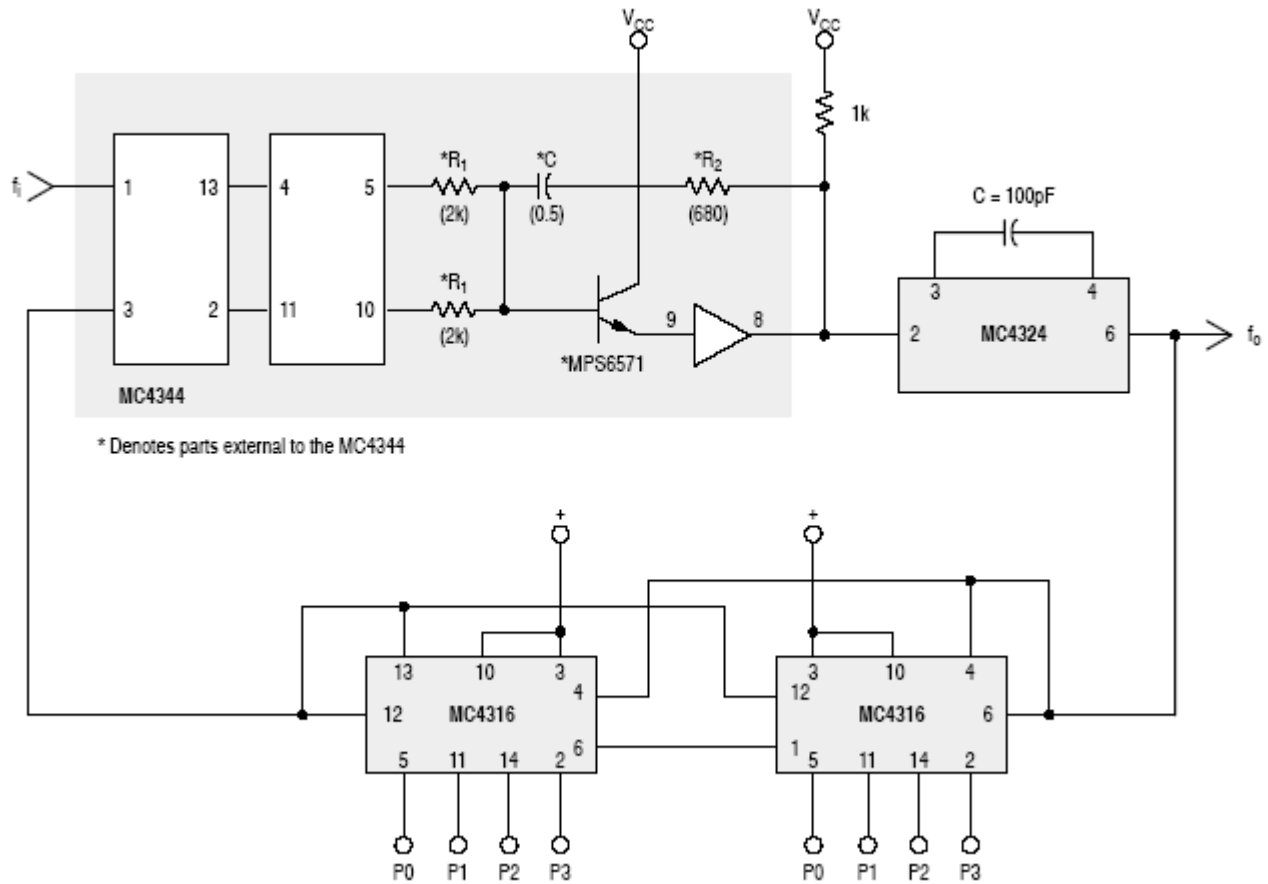 VCC VCC
1k
*R1 *C *R2
fi 1 13 4 5
(2k) (0.5) (680)
C = 100pF
*R1
3 2 11 10
(2k)
9 8
*MPS6571
3 4
2 MC4324 6
fo
MC4344
* Denotes parts external to the MC4344
+ +
13 10 3 3 10 4
4 12
12 MC4316 MC4316 6
6 1
5 11 14 2 5 11 14 2
P0 P1 P2 P3 P0 P1 P2 P3